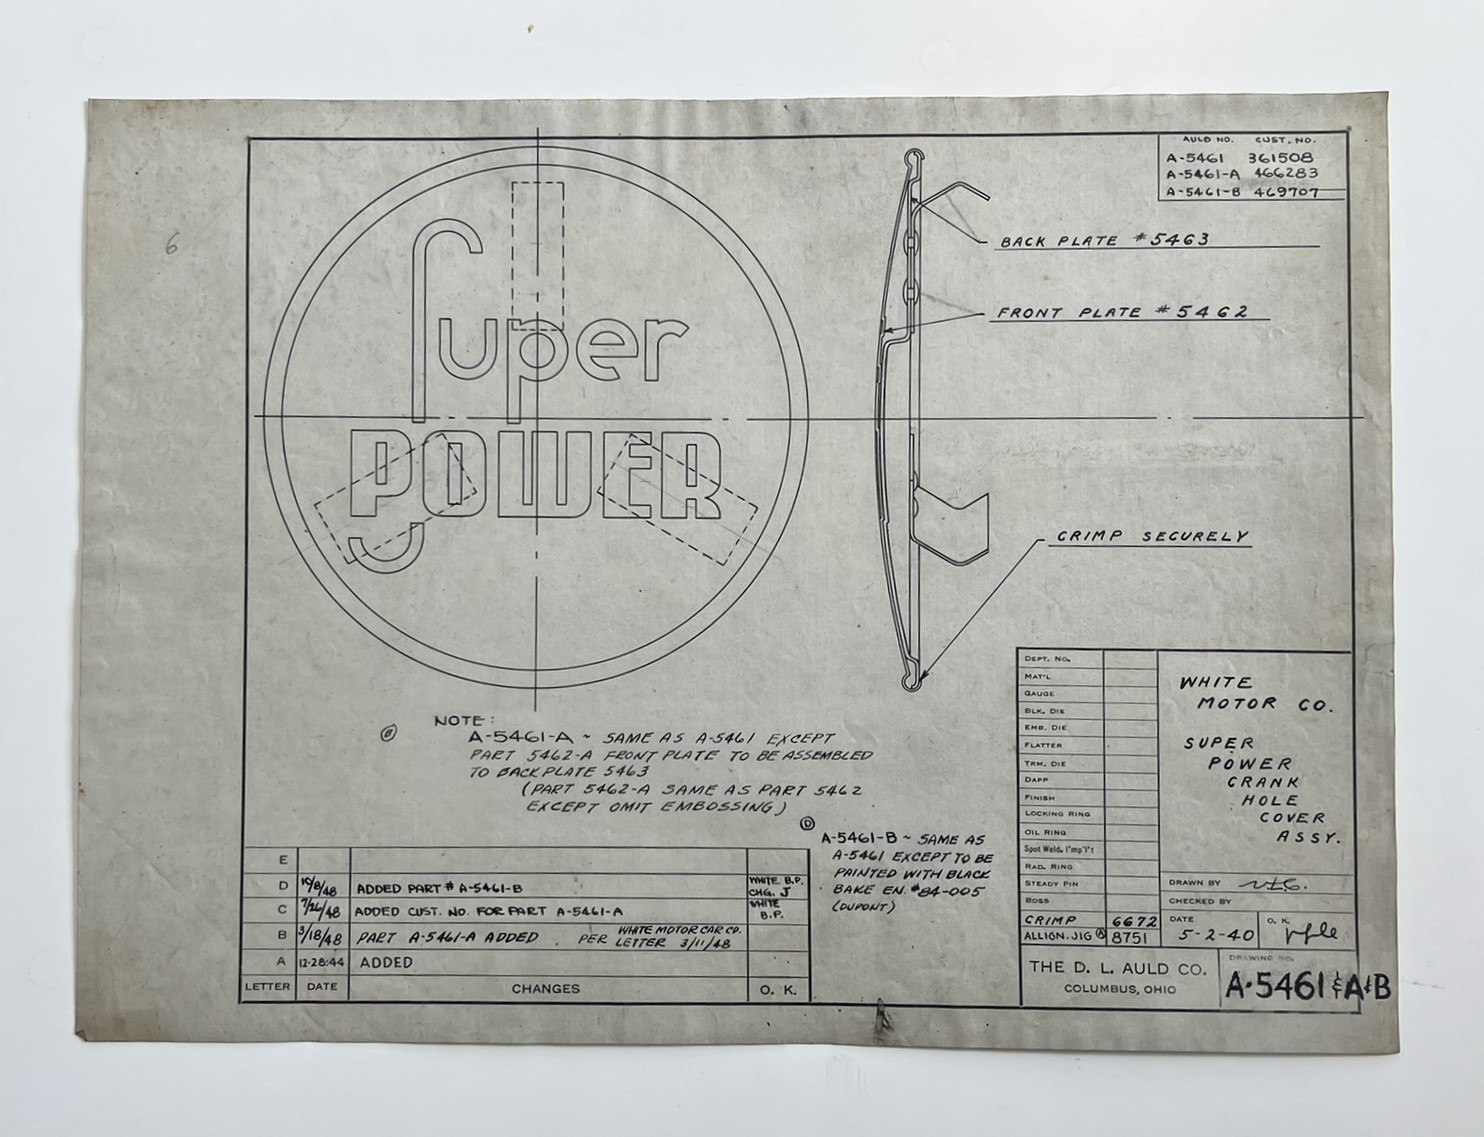 AULD NO. CUST. NO.
A-5461 361508
A-5461-A 466283
A-5461-B 469707
6
BACK PLATE #5463
FRONT PLATE #5462
Super
POWER
CRIMP SECURELY
B
NOTE:
A-5461-A ~ SAME AS A-5461 EXCEPT
PART 5462-A FRONT PLATE TO BE ASSEMBLED
TO BACK PLATE 5463
(PART 5462-A SAME AS PART 5462
EXCEPT OMIT EMBOSSING)
D
A-5461-B ~ SAME AS
A-5461 EXCEPT TO BE
PAINTED WITH BLACK
BAKE EN. #84-005
(DUPONT)
E
D 10/8/48 ADDED PART # A-5461-B WHITE B.P. CHG. J
C 7/26/48 ADDED CUST. NO. FOR PART A-5461-A WHITE B.P.
B 3/18/48 PART A-5461-A ADDED . PER WHITE MOTOR CAR CO. LETTER 3/11/48
A 12-28-44 ADDED
LETTER DATE CHANGES O. K.
DEPT. NO.
MAT'L
GAUGE
BLK. DIE
EMB. DIE
FLATTER
TRM. DIE
DAPP
FINISH
LOCKING RING
OIL RING
Spot Weld. I'mp'l't
RAD. RING
STEADY PIN
BOSS
CRIMP 6672
ALLIGN. JIG A 8751
WHITE
MOTOR CO.
SUPER
POWER
CRANK
HOLE
COVER
ASSY.
DRAWN BY
CHECKED BY
DATE 5-2-40
O. K.
THE D. L. AULD CO.
COLUMBUS, OHIO
DRAWING NO.
A-5461 & A & B